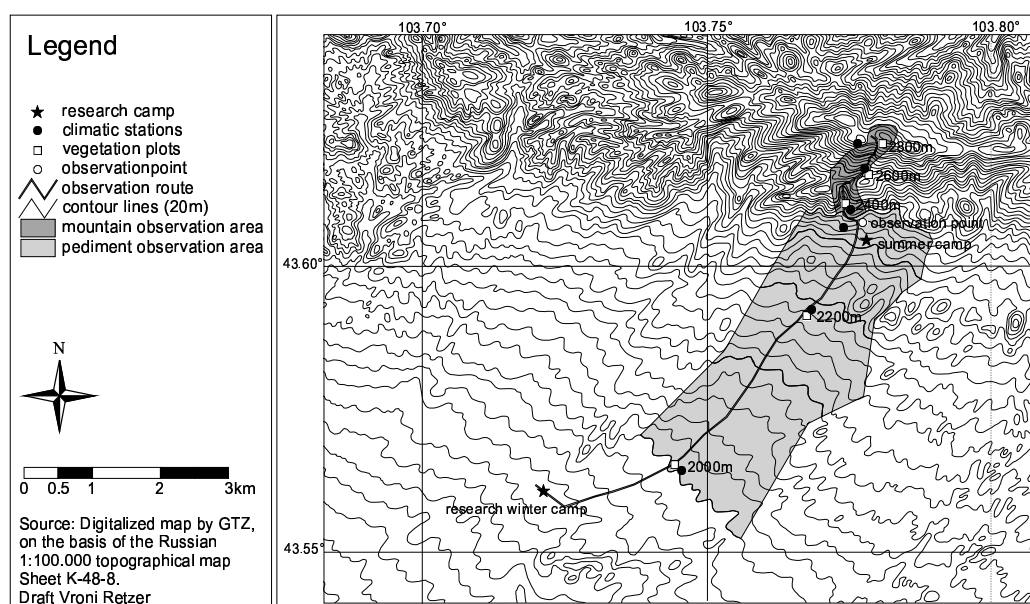 Legend
research camp
climatic stations
vegetation plots
observationpoint
observation route
contour lines (20m)
mountain observation area
pediment observation area
N
0 0.5 1 2 3km
Source: Digitalized map by GTZ,
on the basis of the Russian
1:100.000 topographical map
Sheet K-48-8.
Draft Vroni Retzer
103.70° 103.75° 103.80°
2800m
2600m
2400m
observation point
summer camp
43.60°
2200m
2000m
research winter camp
43.55°